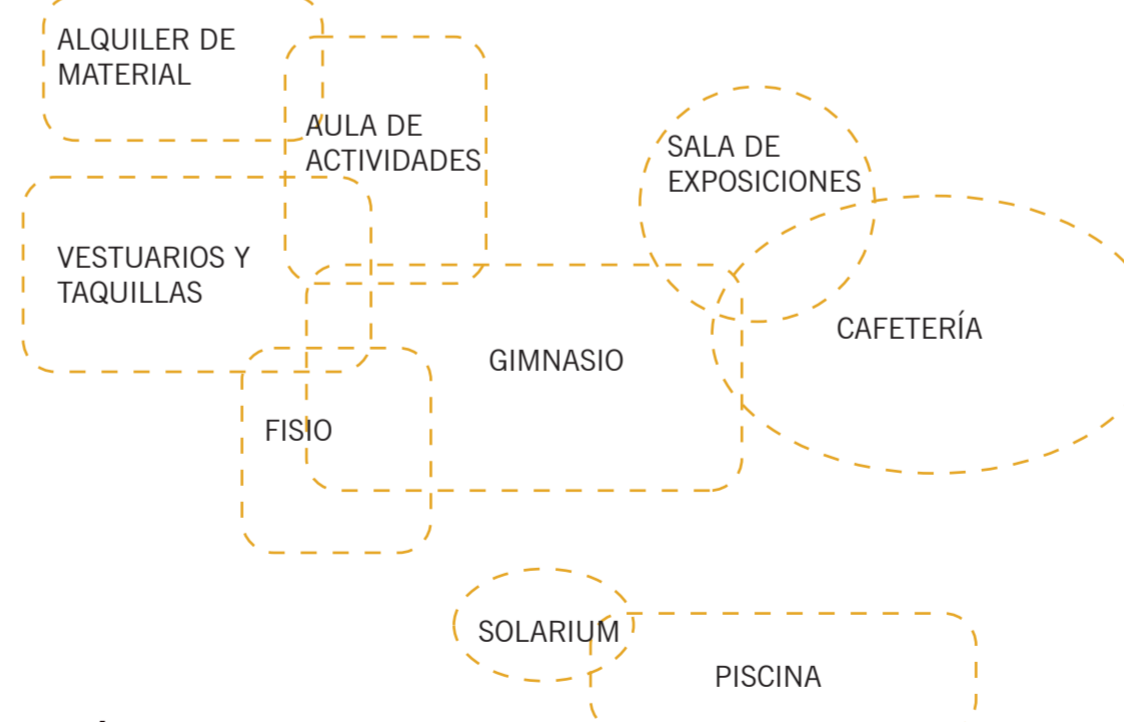 ALQUILER DE
MATERIAL
AULA DE
ACTIVIDADES
SALA DE
EXPOSICIONES
VESTUARIOS Y
TAQUILLAS
CAFETERÍA
GIMNASIO
FISIO
SOLARIUM
PISCINA